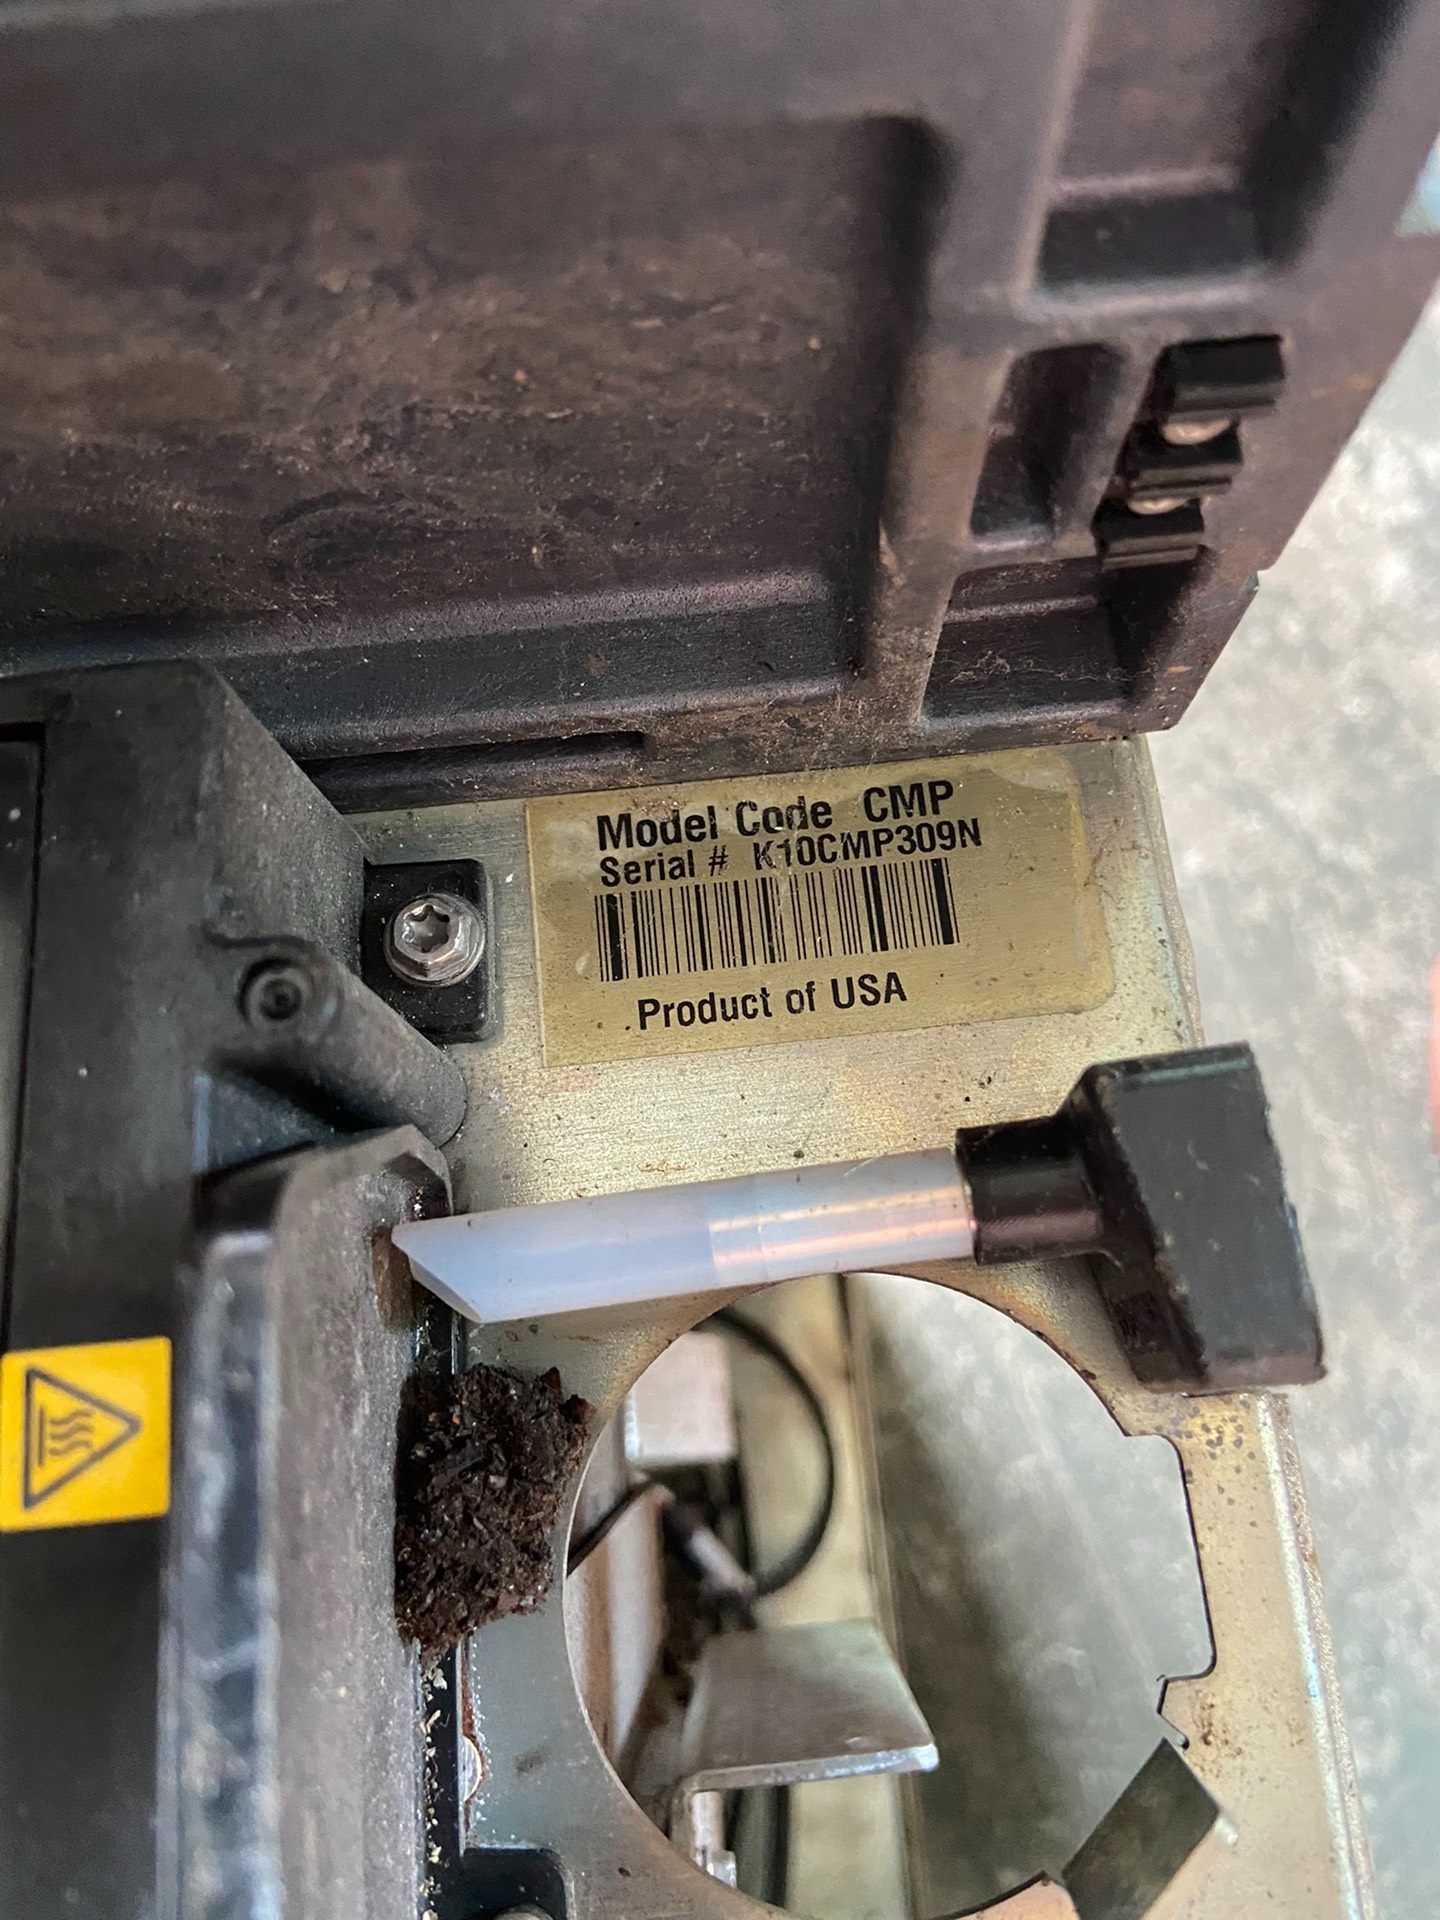 Model Code CMP
Serial # K10CMP309N
Product of USA